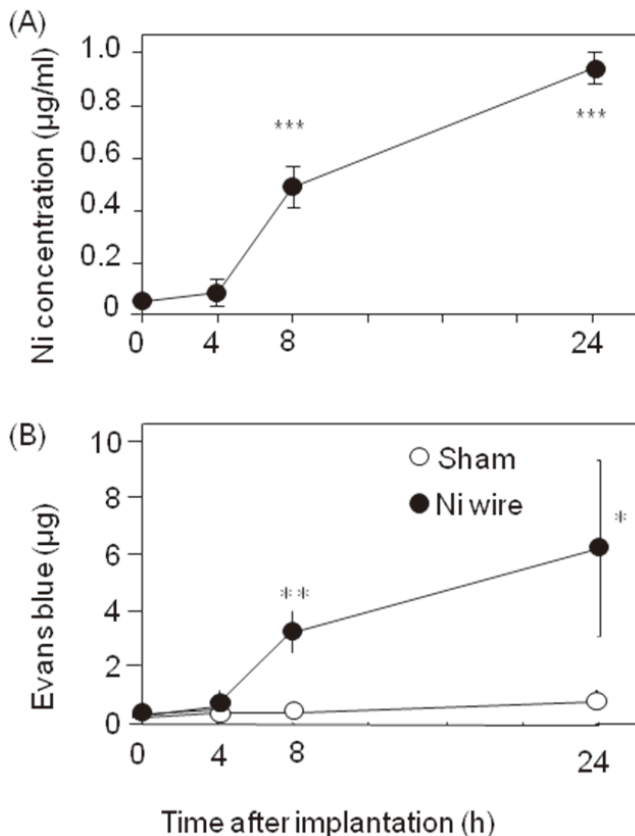 (A)
Ni concentration (µg/ml)
1.0
0.8
0.6
0.4
0.2
0
***
***
0 4 8 24
(B)
Evans blue (µg)
10
8
6
4
2
0
Sham
Ni wire
**
*
0 4 8 24
Time after implantation (h)